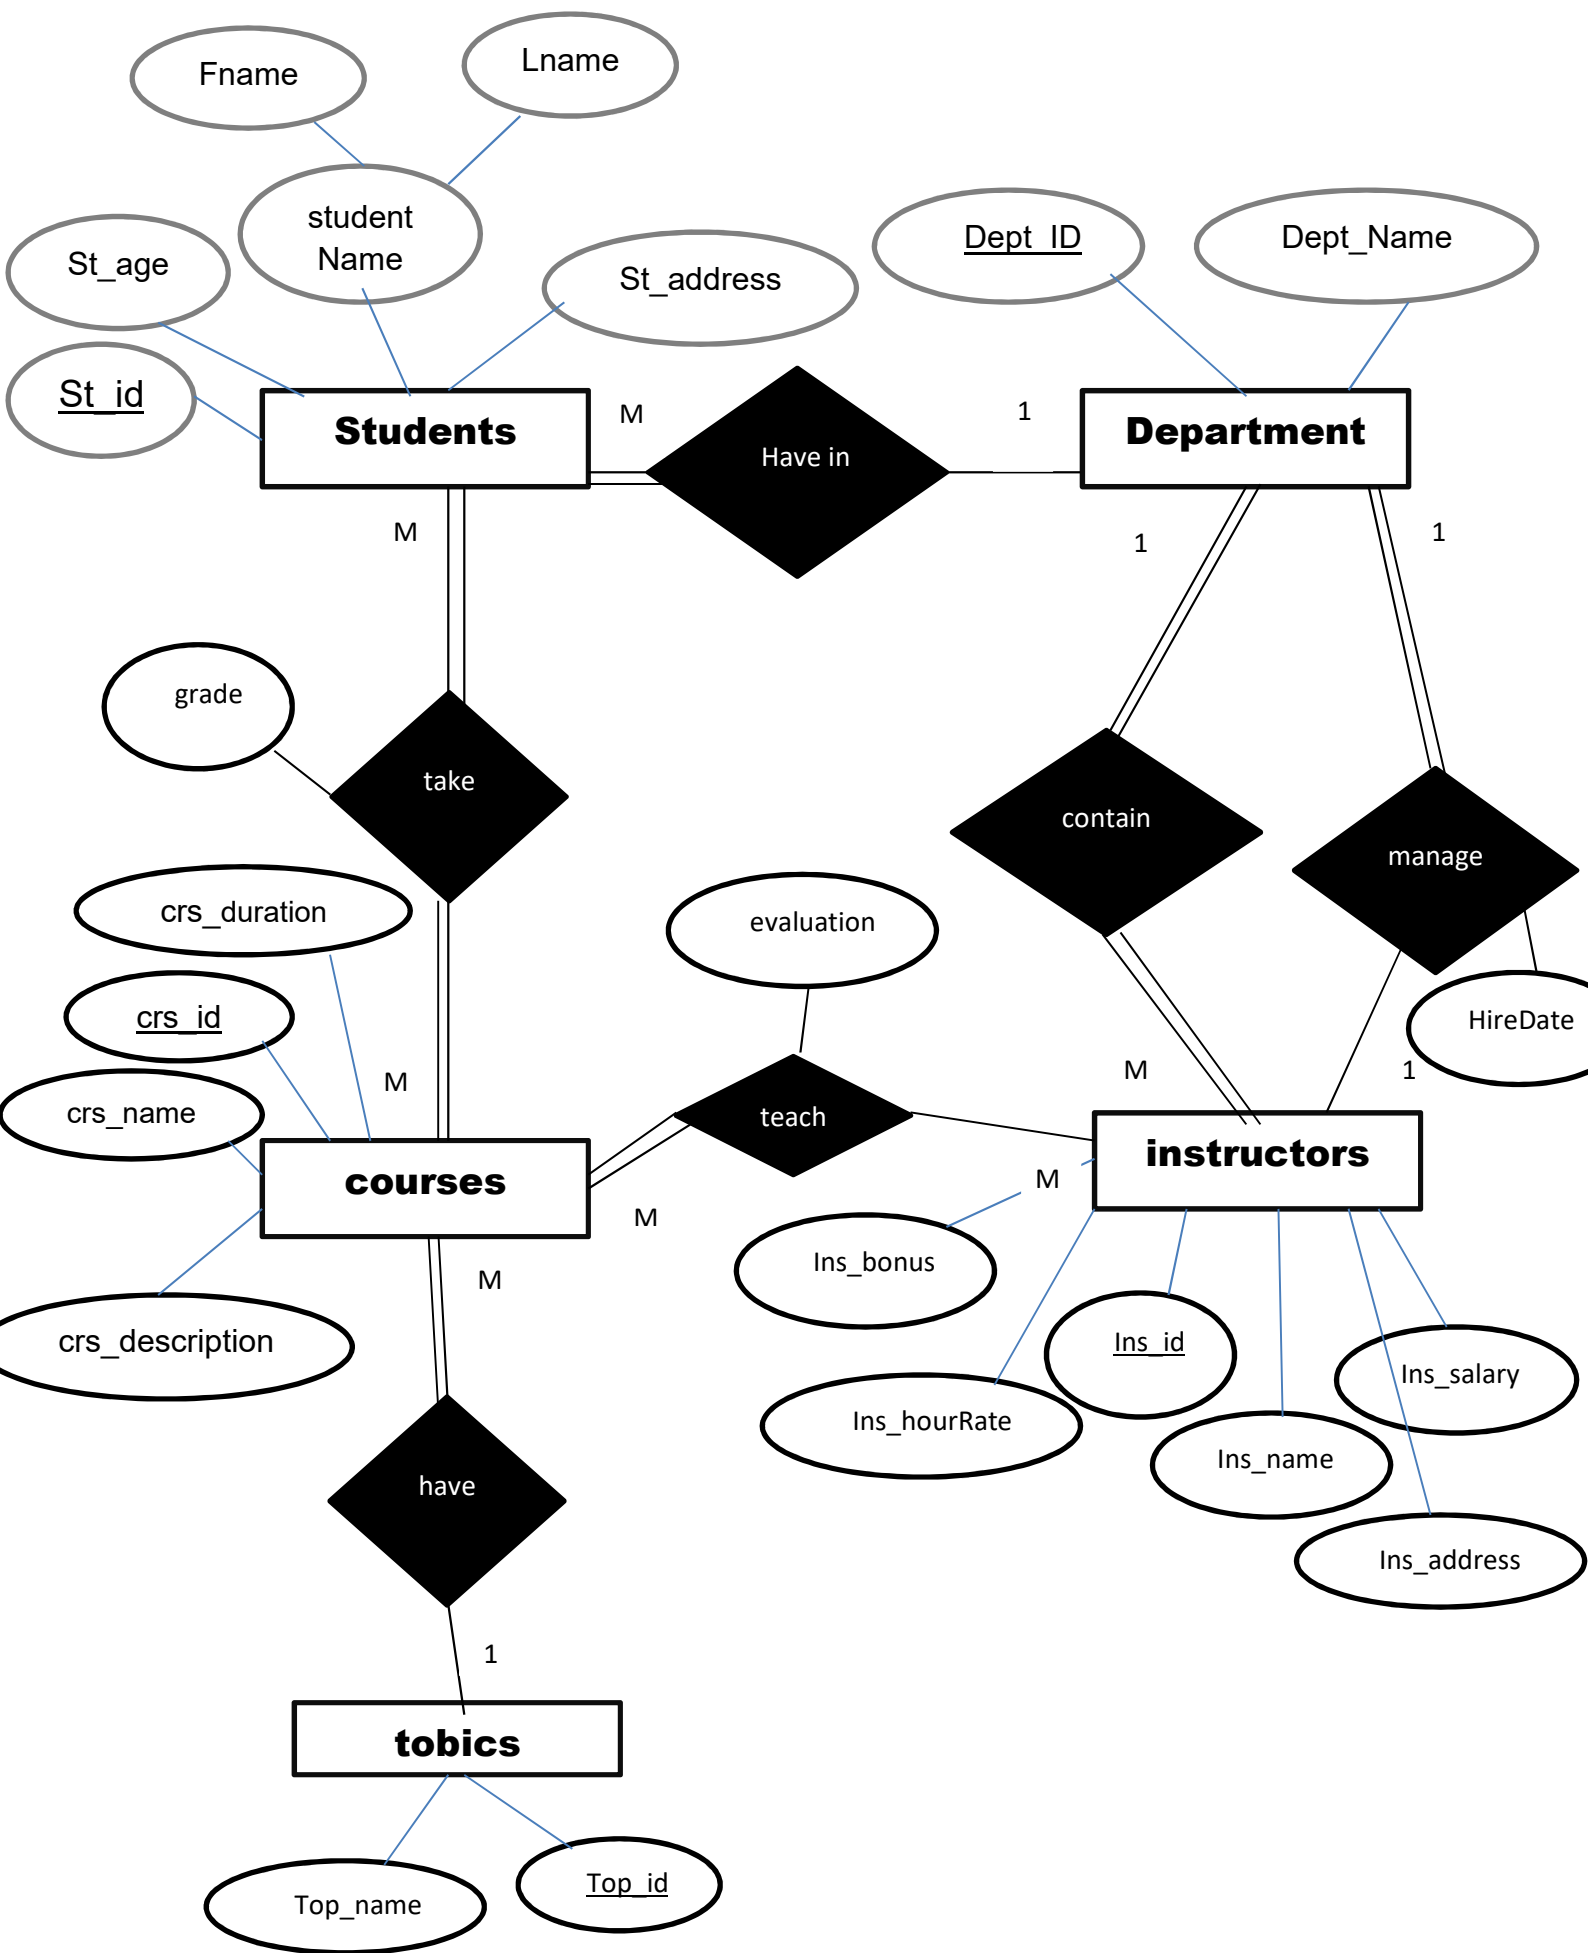 Fname
Lname
student
Name
St_age
St_address
Dept_ID
Dept_Name
St_id
Students
M
Have in
1
Department
M
1
1
grade
take
contain
manage
crs_duration
evaluation
crs_id
HireDate
M
M
1
crs_name
teach
instructors
courses
M
M
M
Ins_bonus
crs_description
Ins_id
Ins_salary
Ins_hourRate
Ins_name
have
Ins_address
1
tobics
Top_name
Top_id